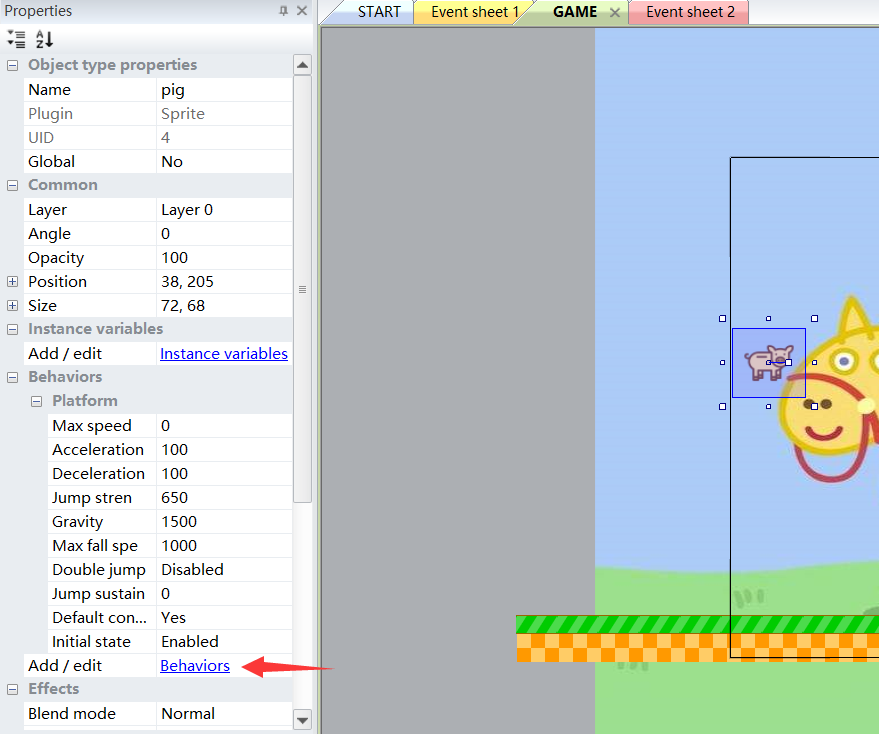 Properties
START Event sheet 1 GAME Event sheet 2
Object type properties
Name pig
Plugin Sprite
UID 4
Global No
Common
Layer Layer 0
Angle 0
Opacity 100
Position 38, 205
Size 72, 68
Instance variables
Add / edit Instance variables
Behaviors
Platform
Max speed 0
Acceleration 100
Deceleration 100
Jump stren 650
Gravity 1500
Max fall spe 1000
Double jump Disabled
Jump sustain 0
Default con... Yes
Initial state Enabled
Add / edit Behaviors
Effects
Blend mode Normal